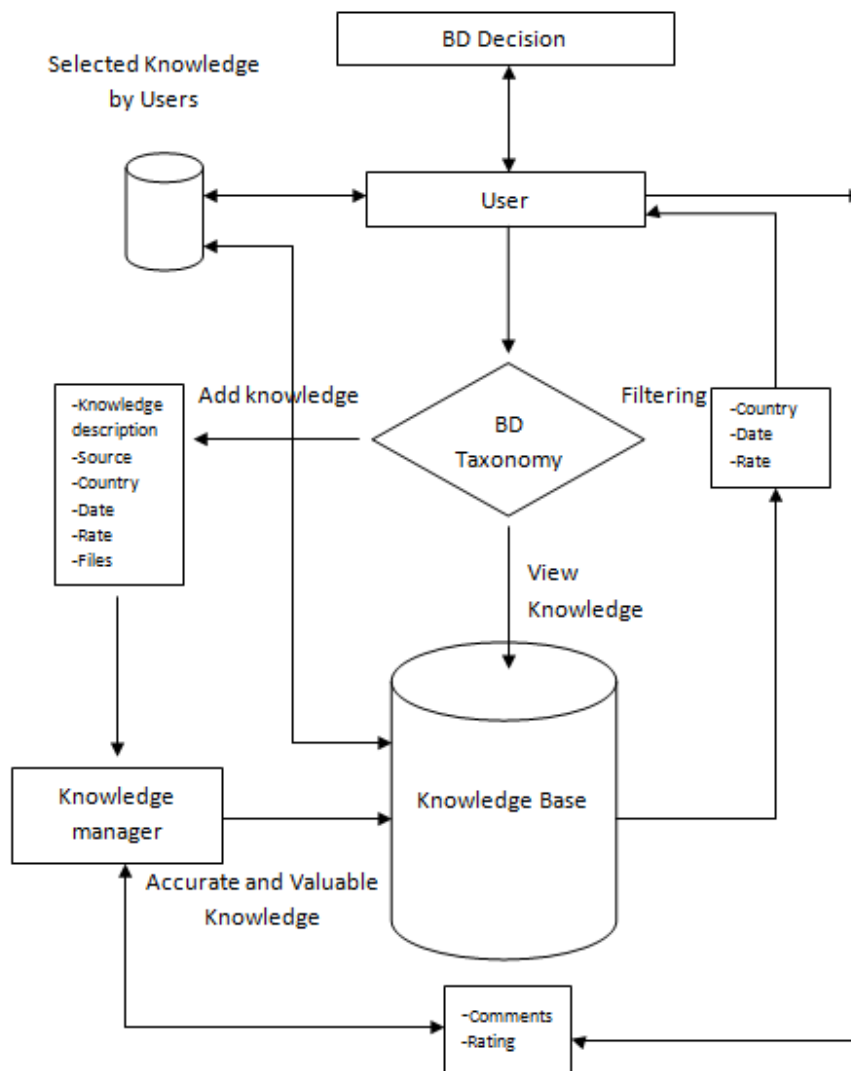 BD Decision
Selected Knowledge
by Users
User
Add knowledge
Filtering
-Knowledge
description
-Source
-Country
-Date
-Rate
-Files
BD
Taxonomy
-Country
-Date
-Rate
View
Knowledge
Knowledge
manager
Knowledge Base
Accurate and Valuable
Knowledge
-Comments
-Rating